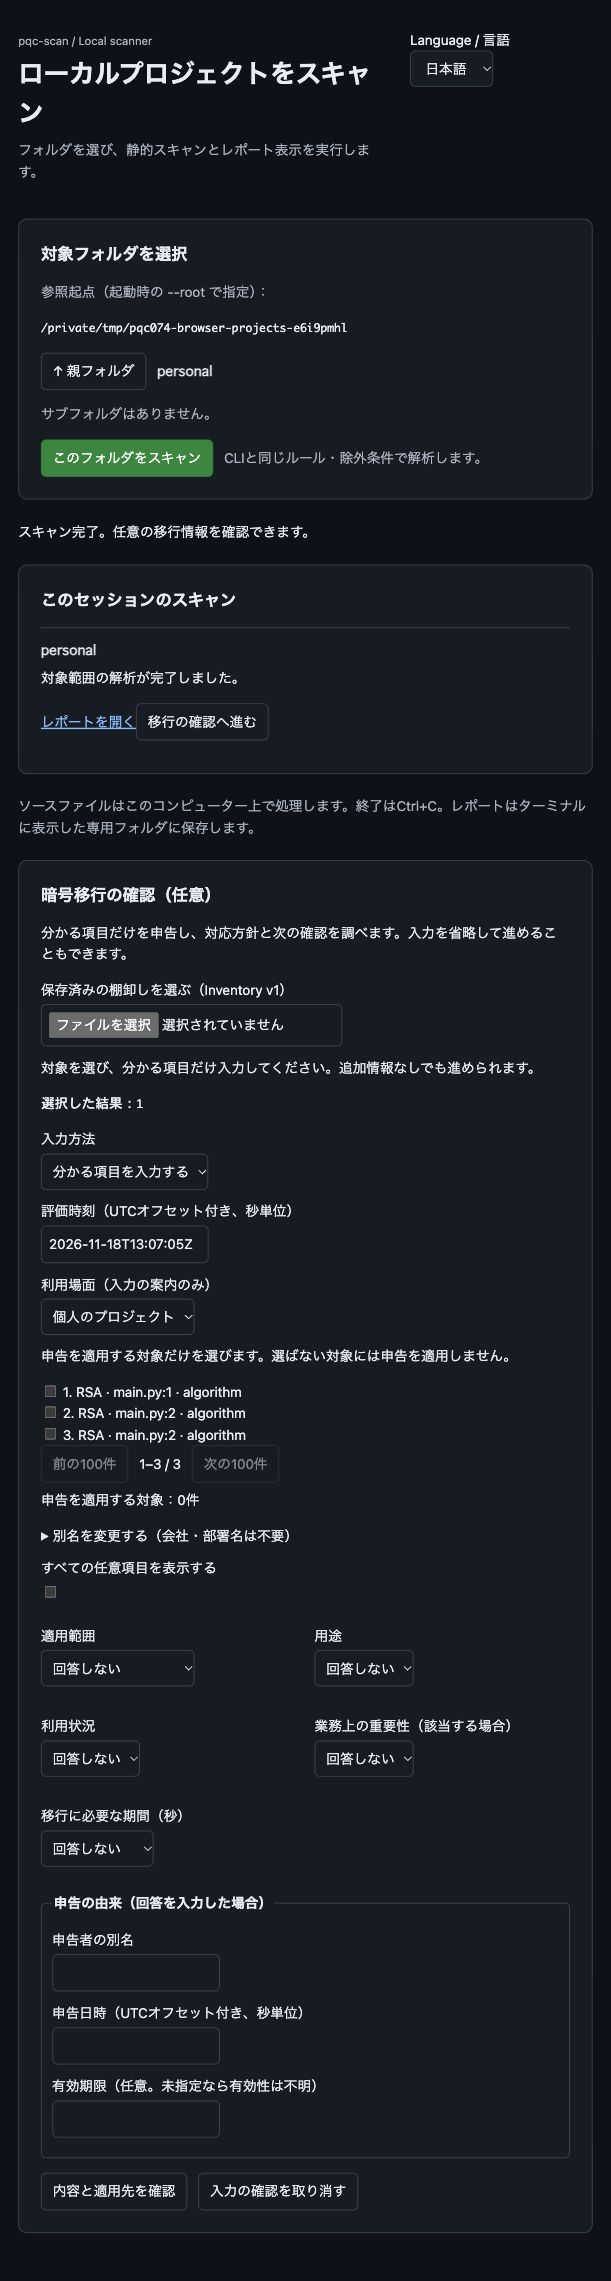 pqc-scan / Local scanner
Language / 言語
日本語
ローカルプロジェクトをスキャ
ン
フォルダを選び、静的スキャンとレポート表示を実行しま
す。
対象フォルダを選択
参照起点（起動時の --root で指定）：
/private/tmp/pqc074-browser-projects-e6i9pmhl
↑ 親フォルダ personal
サブフォルダはありません。
このフォルダをスキャン CLIと同じルール・除外条件で解析します。
スキャン完了。任意の移行情報を確認できます。
このセッションのスキャン
personal
対象範囲の解析が完了しました。
レポートを開く 移行の確認へ進む
ソースファイルはこのコンピューター上で処理します。終了はCtrl+C。レポートはターミナル
に表示した専用フォルダに保存します。
暗号移行の確認（任意）
分かる項目だけを申告し、対応方針と次の確認を調べます。入力を省略して進めるこ
ともできます。
保存済みの棚卸しを選ぶ（Inventory v1）
ファイルを選択 選択されていません
対象を選び、分かる項目だけ入力してください。追加情報なしでも進められます。
選択した結果：1
入力方法
分かる項目を入力する
評価時刻（UTCオフセット付き、秒単位）
2026-11-18T13:07:05Z
利用場面（入力の案内のみ）
個人のプロジェクト
申告を適用する対象だけを選びます。選ばない対象には申告を適用しません。
1. RSA · main.py:1 · algorithm
2. RSA · main.py:2 · algorithm
3. RSA · main.py:2 · algorithm
前の100件 1–3 / 3 次の100件
申告を適用する対象：0件
▶ 別名を変更する（会社・部署名は不要）
すべての任意項目を表示する
適用範囲 用途
回答しない 回答しない
利用状況 業務上の重要性（該当する場合）
回答しない 回答しない
移行に必要な期間（秒）
回答しない
申告の由来（回答を入力した場合）
申告者の別名
申告日時（UTCオフセット付き、秒単位）
有効期限（任意。未指定なら有効性は不明）
内容と適用先を確認 入力の確認を取り消す